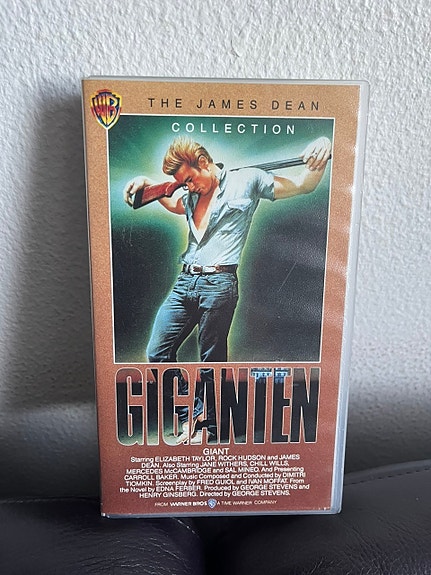 WB
THE JAMES DEAN
COLLECTION
GIGANTEN
GIANT
Starring ELIZABETH TAYLOR, ROCK HUDSON and JAMES
DEAN. Also Starring JANE WITHERS, CHILL WILLS,
MERCEDES McCAMBRIDGE and SAL MINEO. And Presenting
CARROLL BAKER. Music Composed and Conducted by DIMITRI
TIOMKIN. Screenplay by FRED GUIOL and IVAN MOFFAT. From
the Novel by EDNA FERBER. Produced by GEORGE STEVENS and
HENRY GINSBERG. Directed by GEORGE STEVENS.
FROM WARNER BROS. A TIME WARNER COMPANY